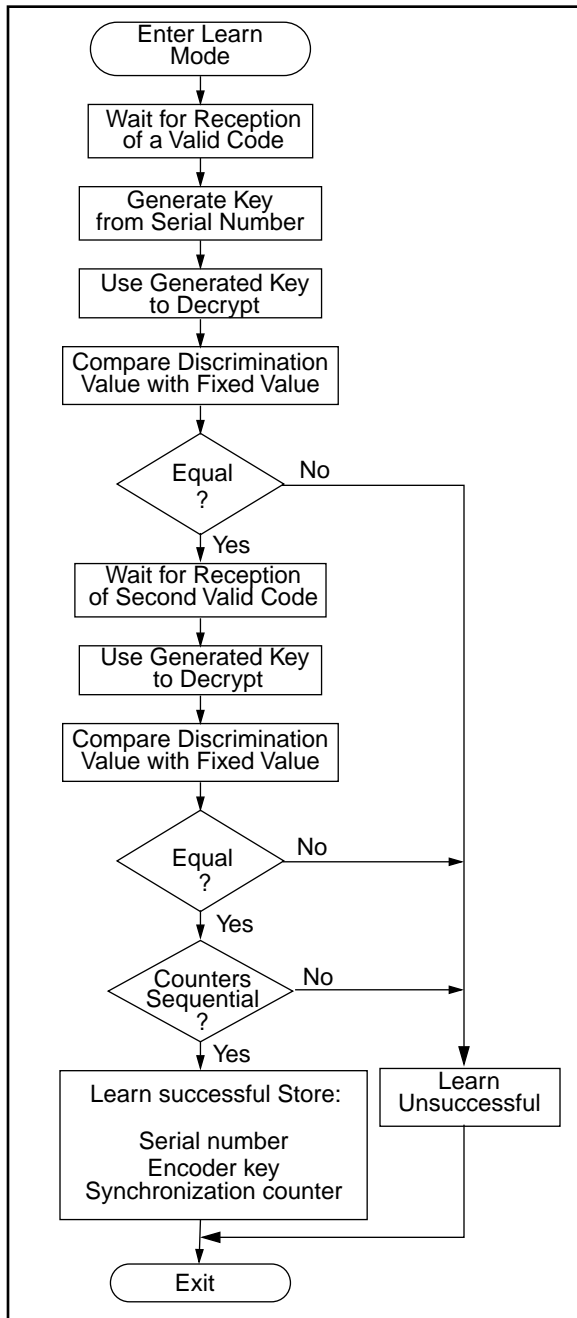 Enter Learn
Mode
Wait for Reception
of a Valid Code
Generate Key
from Serial Number
Use Generated Key
to Decrypt
Compare Discrimination
Value with Fixed Value
Equal
?
No
Yes
Wait for Reception
of Second Valid Code
Use Generated Key
to Decrypt
Compare Discrimination
Value with Fixed Value
Equal
?
No
Yes
Counters
Sequential
?
No
Yes
Learn successful Store:
Serial number
Encoder key
Synchronization counter
Learn
Unsuccessful
Exit